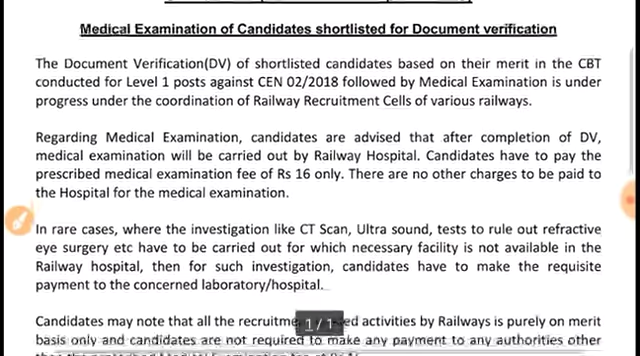 Medical Examination of Candidates shortlisted for Document verification
The Document Verification(DV) of shortlisted candidates based on their merit in the CBT
conducted for Level 1 posts against CEN 02/2018 followed by Medical Examination is under
progress under the coordination of Railway Recruitment Cells of various railways.
Regarding Medical Examination, candidates are advised that after completion of DV,
medical examination will be carried out by Railway Hospital. Candidates have to pay the
prescribed medical examination fee of Rs 16 only. There are no other charges to be paid to
the Hospital for the medical examination.
In rare cases, where the investigation like CT Scan, Ultra sound, tests to rule out refractive
eye surgery etc have to be carried out for which necessary facility is not available in the
Railway hospital, then for such investigation, candidates have to make the requisite
payment to the concerned laboratory/hospital.
Candidates may note that all the activities by Railways is purely on merit
1/1
basis only and candidates are not required to make any payment to any authorities other